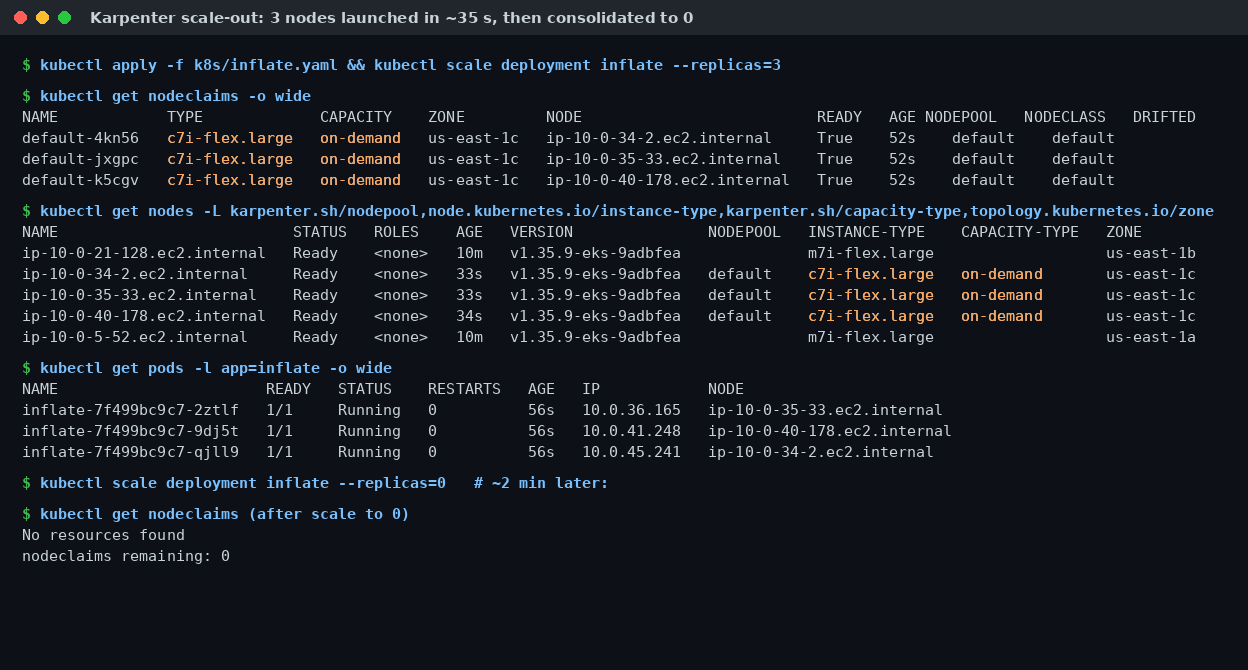 Karpenter scale-out: 3 nodes launched in ~35 s, then consolidated to 0
$ kubectl apply -f k8s/inflate.yaml && kubectl scale deployment inflate --replicas=3
$ kubectl get nodeclaims -o wide
NAME TYPE CAPACITY ZONE NODE READY AGE NODEPOOL NODECLASS DRIFTED
default-4kn56 c7i-flex.large on-demand us-east-1c ip-10-0-34-2.ec2.internal True 52s default default
default-jxgpc c7i-flex.large on-demand us-east-1c ip-10-0-35-33.ec2.internal True 52s default default
default-k5cgv c7i-flex.large on-demand us-east-1c ip-10-0-40-178.ec2.internal True 52s default default
$ kubectl get nodes -L karpenter.sh/nodepool,node.kubernetes.io/instance-type,karpenter.sh/capacity-type,topology.kubernetes.io/zone
NAME STATUS ROLES AGE VERSION NODEPOOL INSTANCE-TYPE CAPACITY-TYPE ZONE
ip-10-0-21-128.ec2.internal Ready <none> 10m v1.35.9-eks-9adbfea m7i-flex.large us-east-1b
ip-10-0-34-2.ec2.internal Ready <none> 33s v1.35.9-eks-9adbfea default c7i-flex.large on-demand us-east-1c
ip-10-0-35-33.ec2.internal Ready <none> 33s v1.35.9-eks-9adbfea default c7i-flex.large on-demand us-east-1c
ip-10-0-40-178.ec2.internal Ready <none> 34s v1.35.9-eks-9adbfea default c7i-flex.large on-demand us-east-1c
ip-10-0-5-52.ec2.internal Ready <none> 10m v1.35.9-eks-9adbfea m7i-flex.large us-east-1a
$ kubectl get pods -l app=inflate -o wide
NAME READY STATUS RESTARTS AGE IP NODE
inflate-7f499bc9c7-2ztlf 1/1 Running 0 56s 10.0.36.165 ip-10-0-35-33.ec2.internal
inflate-7f499bc9c7-9dj5t 1/1 Running 0 56s 10.0.41.248 ip-10-0-40-178.ec2.internal
inflate-7f499bc9c7-qjll9 1/1 Running 0 56s 10.0.45.241 ip-10-0-34-2.ec2.internal
$ kubectl scale deployment inflate --replicas=0 # ~2 min later:
$ kubectl get nodeclaims (after scale to 0)
No resources found
nodeclaims remaining: 0